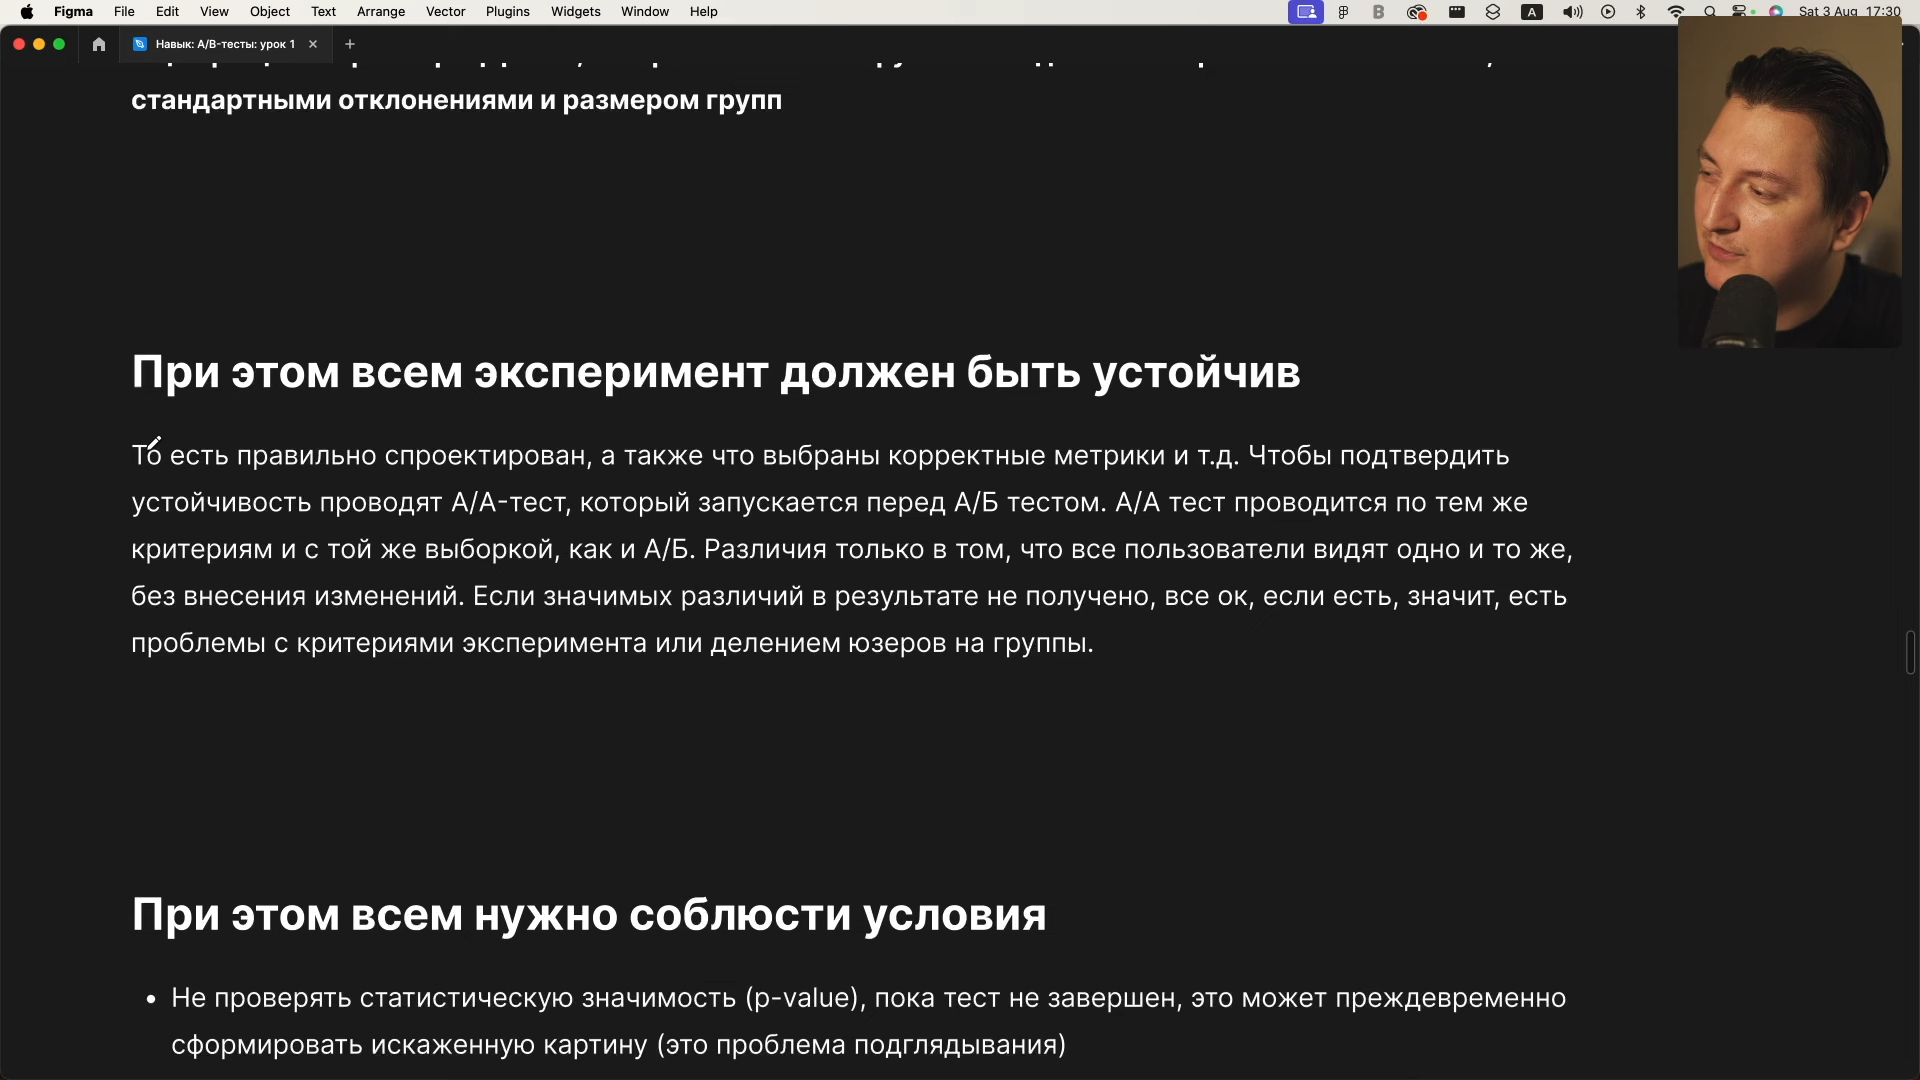 Figma File Edit View Object Text Arrange Vector Plugins Widgets Window Help A Sat 3 Aug 17:30
Навык: А/В-тесты: урок 1
стандартными отклонениями и размером групп
При этом всем эксперимент должен быть устойчив
То есть правильно спроектирован, а также что выбраны корректные метрики и т.д. Чтобы подтвердить
устойчивость проводят А/А-тест, который запускается перед А/Б тестом. А/А тест проводится по тем же
критериям и с той же выборкой, как и А/Б. Различия только в том, что все пользователи видят одно и то же,
без внесения изменений. Если значимых различий в результате не получено, все ок, если есть, значит, есть
проблемы с критериями эксперимента или делением юзеров на группы.
При этом всем нужно соблюсти условия
• Не проверять статистическую значимость (p-value), пока тест не завершен, это может преждевременно
сформировать искаженную картину (это проблема подглядывания)